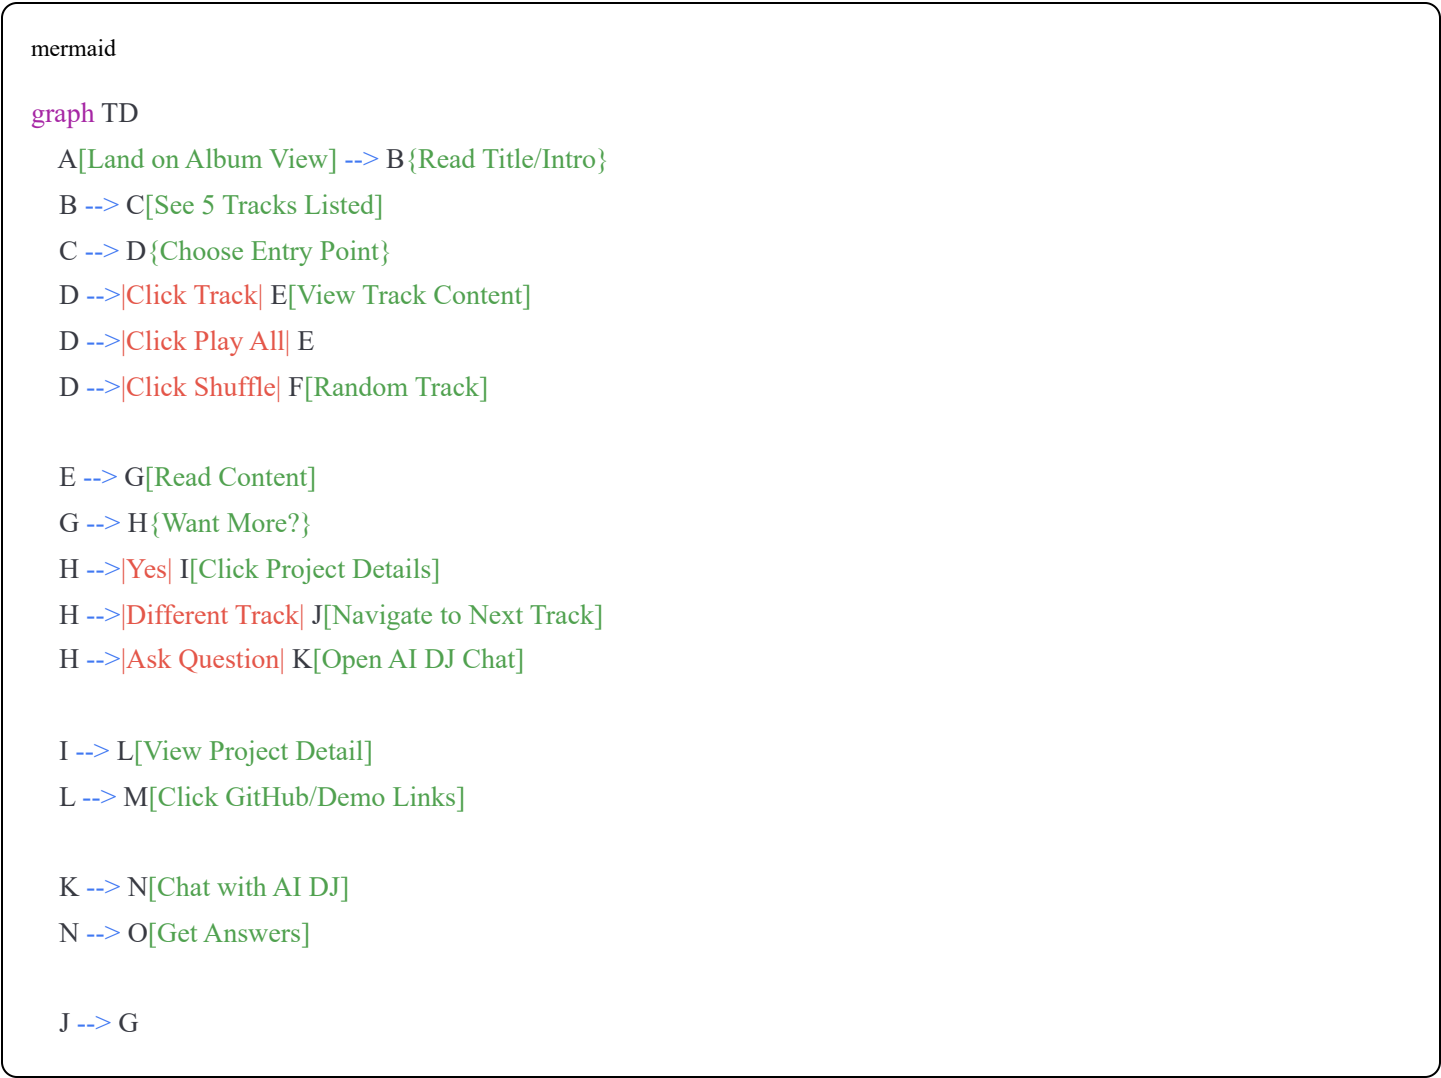 mermaid
graph TD
A[Land on Album View] --> B{Read Title/Intro}
B --> C[See 5 Tracks Listed]
C --> D{Choose Entry Point}
D -->|Click Track| E[View Track Content]
D -->|Click Play All| E
D -->|Click Shuffle| F[Random Track]
E --> G[Read Content]
G --> H{Want More?}
H -->|Yes| I[Click Project Details]
H -->|Different Track| J[Navigate to Next Track]
H -->|Ask Question| K[Open AI DJ Chat]
I --> L[View Project Detail]
L --> M[Click GitHub/Demo Links]
K --> N[Chat with AI DJ]
N --> O[Get Answers]
J --> G